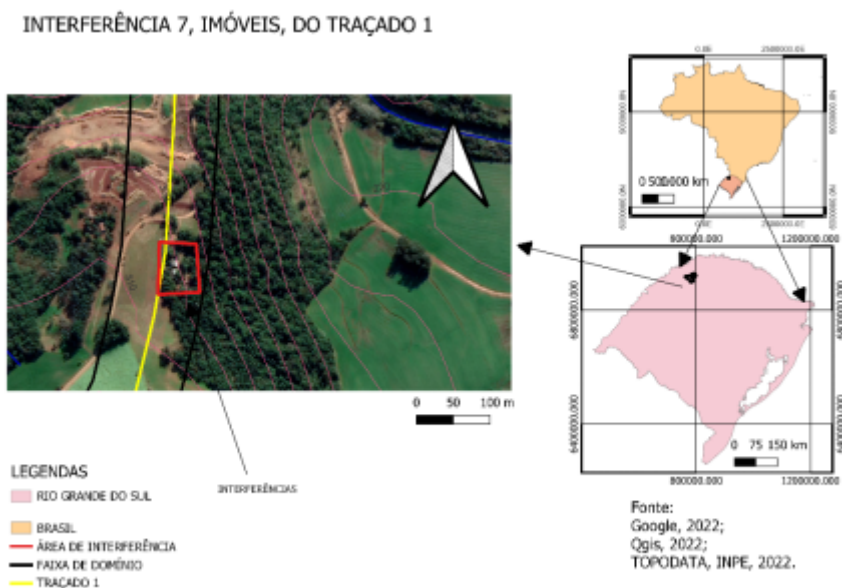 INTERFERÊNCIA 7, IMÓVEIS, DO TRAÇADO 1
0 50 100 m
INTERFERÊNCIAS
LEGENDAS
RIO GRANDE DO SUL
BRASIL
ÁREA DE INTERFERÊNCIA
FAIXA DE DOMÍNIO
TRAÇADO 1
800000.000 1200000.000
6800000.000
6400000.000
0 75 150 km
800000.000 1200000.000
Fonte:
Google, 2022;
Qgis, 2022;
TOPODATA, INPE, 2022.